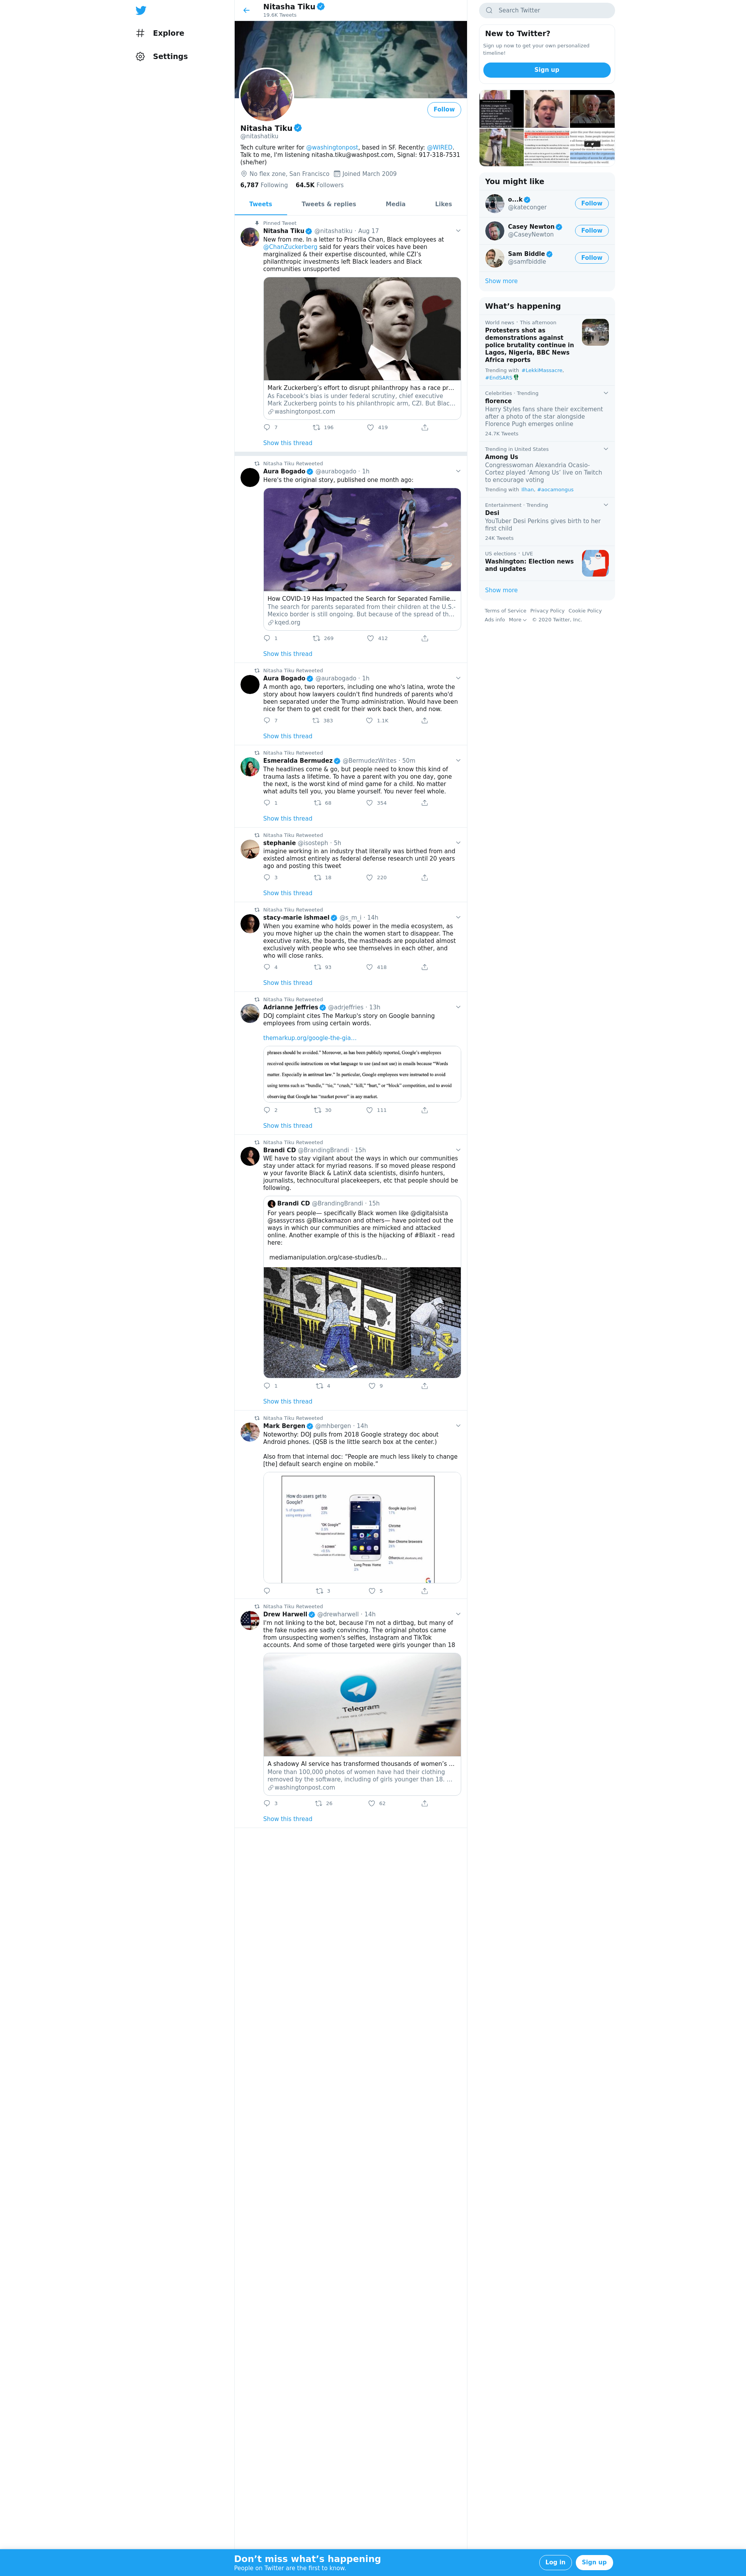 Explore
Settings
Nitasha Tiku
19.6K Tweets
Follow
Nitasha Tiku
@nitashatiku
Tech culture writer for @washingtonpost, based in SF. Recently: @WIRED.
Talk to me, I'm listening nitasha.tiku@washpost.com, Signal: 917-318-7531
(she/her)
No flex zone, San Francisco Joined March 2009
6,787 Following 64.5K Followers
Tweets Tweets & replies Media Likes
Pinned Tweet
Nitasha Tiku @nitashatiku · Aug 17
New from me. In a letter to Priscilla Chan, Black employees at
@ChanZuckerberg said for years their voices have been
marginalized & their expertise discounted, while CZI's
philanthropic investments left Black leaders and Black
communities unsupported
Mark Zuckerberg's effort to disrupt philanthropy has a race pr...
As Facebook's bias is under federal scrutiny, chief executive
Mark Zuckerberg points to his philanthropic arm, CZI. But Blac...
washingtonpost.com
7 196 419
Show this thread
Nitasha Tiku Retweeted
Aura Bogado @aurabogado · 1h
Here's the original story, published one month ago:
How COVID-19 Has Impacted the Search for Separated Familie...
The search for parents separated from their children at the U.S.-
Mexico border is still ongoing. But because of the spread of th...
kqed.org
1 269 412
Show this thread
Nitasha Tiku Retweeted
Aura Bogado @aurabogado · 1h
A month ago, two reporters, including one who's latina, wrote the
story about how lawyers couldn't find hundreds of parents who'd
been separated under the Trump administration. Would have been
nice for them to get credit for their work back then, and now.
7 383 1.1K
Show this thread
Nitasha Tiku Retweeted
Esmeralda Bermudez @BermudezWrites · 50m
The headlines come & go, but people need to know this kind of
trauma lasts a lifetime. To have a parent with you one day, gone
the next, is the worst kind of mind game for a child. No matter
what adults tell you, you blame yourself. You never feel whole.
1 68 354
Show this thread
Nitasha Tiku Retweeted
stephanie @isosteph · 5h
imagine working in an industry that literally was birthed from and
existed almost entirely as federal defense research until 20 years
ago and posting this tweet
3 18 220
Show this thread
Nitasha Tiku Retweeted
stacy-marie ishmael @s_m_i · 14h
When you examine who holds power in the media ecosystem, as
you move higher up the chain the women start to disappear. The
executive ranks, the boards, the mastheads are populated almost
exclusively with people who see themselves in each other, and
who will close ranks.
4 93 418
Show this thread
Nitasha Tiku Retweeted
Adrianne Jeffries @adrjeffries · 13h
DOJ complaint cites The Markup's story on Google banning
employees from using certain words.
themarkup.org/google-the-gia...
phrases should be avoided." Moreover, as has been publicly reported, Google's employees
received specific instructions on what language to use (and not use) in emails because "Words
matter. Especially in antitrust law." In particular, Google employees were instructed to avoid
using terms such as "bundle," "tie," "crush," "kill," "hurt," or "block" competition, and to avoid
observing that Google has "market power" in any market.
2 30 111
Show this thread
Nitasha Tiku Retweeted
Brandi CD @BrandingBrandi · 15h
WE have to stay vigilant about the ways in which our communities
stay under attack for myriad reasons. if so moved please respond
w your favorite Black & LatinX data scientists, disinfo hunters,
journalists, technocultural placekeepers, etc that people should be
following.
Brandi CD @BrandingBrandi · 15h
For years people— specifically Black women like @digitalsista
@sassycrass @Blackamazon and others— have pointed out the
ways in which our communities are mimicked and attacked
online. Another example of this is the hijacking of #Blaxit - read
here:
mediamanipulation.org/case-studies/b...
1 4 9
Show this thread
Nitasha Tiku Retweeted
Mark Bergen @mhbergen · 14h
Noteworthy: DOJ pulls from 2018 Google strategy doc about
Android phones. (QSB is the little search box at the center.)
Also from that internal doc: "People are much less likely to change
[the] default search engine on mobile."
How do users get to
Google?
Google App (icon)
Chrome
Non-Chrome browsers
Long Press Home
3 5
Nitasha Tiku Retweeted
Drew Harwell @drewharwell · 14h
I'm not linking to the bot, because I'm not a dirtbag, but many of
the fake nudes are sadly convincing. The original photos came
from unsuspecting women's selfies, Instagram and TikTok
accounts. And some of those targeted were girls younger than 18
Telegram
A shadowy AI service has transformed thousands of women's ...
More than 100,000 photos of women have had their clothing
removed by the software, including of girls younger than 18. ...
washingtonpost.com
3 26 62
Show this thread
Search Twitter
New to Twitter?
Sign up now to get your own personalized
timeline!
Sign up
You might like
o...k
@kateconger
Follow
Casey Newton
@CaseyNewton
Follow
Sam Biddle
@samfbiddle
Follow
Show more
What's happening
World news · This afternoon
Protesters shot as
demonstrations against
police brutality continue in
Lagos, Nigeria, BBC News
Africa reports
Trending with #LekkiMassacre,
#EndSARS
Celebrities · Trending
florence
Harry Styles fans share their excitement
after a photo of the star alongside
Florence Pugh emerges online
24.7K Tweets
Trending in United States
Among Us
Congresswoman Alexandria Ocasio-
Cortez played 'Among Us' live on Twitch
to encourage voting
Trending with Ilhan, #aocamongus
Entertainment · Trending
Desi
YouTuber Desi Perkins gives birth to her
first child
24K Tweets
US elections · LIVE
Washington: Election news
and updates
Show more
Terms of Service Privacy Policy Cookie Policy
Ads info More © 2020 Twitter, Inc.
Don't miss what's happening
People on Twitter are the first to know.
Log in Sign up